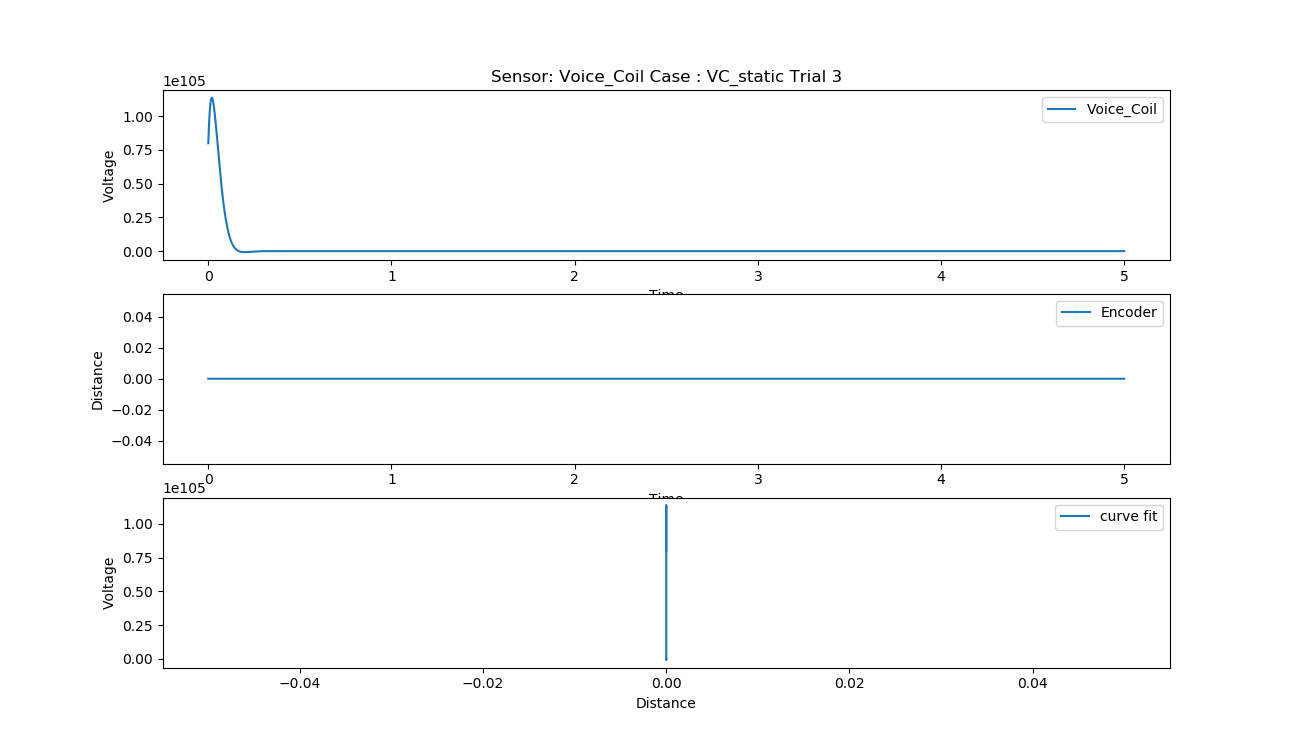 Sensor: Voice_Coil Case : VC_static Trial 3
1e105
Voice_Coil
1.00
0.75
0.50
0.25
0.00
Voltage
0 1 2 3 4 5
Time
Encoder
0.04
0.02
0.00
−0.02
−0.04
Distance
0 1 2 3 4 5
Time
1e105
curve fit
1.00
0.75
0.50
0.25
0.00
Voltage
−0.04 −0.02 0.00 0.02 0.04
Distance